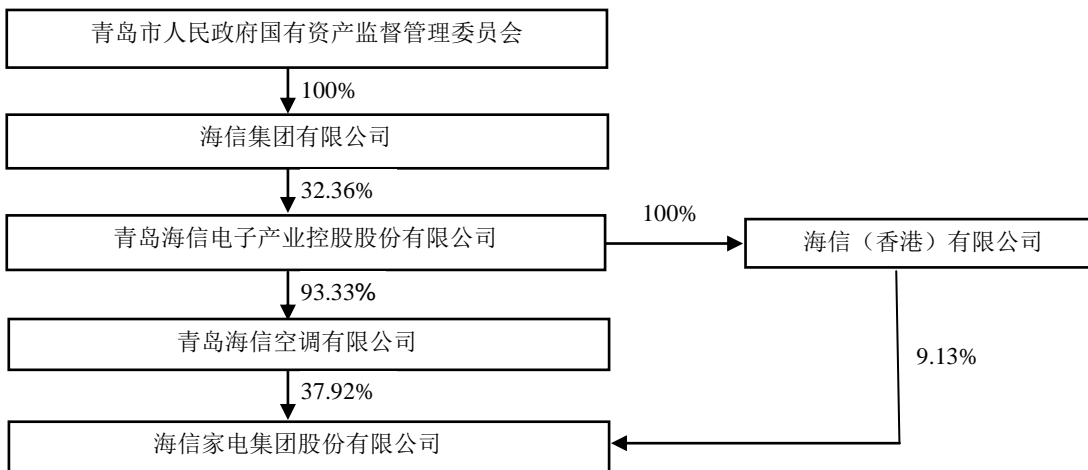 青岛市人民政府国有资产监督管理委员会
100%
海信集团有限公司
32.36%
青岛海信电子产业控股股份有限公司
100%
海信（香港）有限公司
93.33%
青岛海信空调有限公司
9.13%
37.92%
海信家电集团股份有限公司